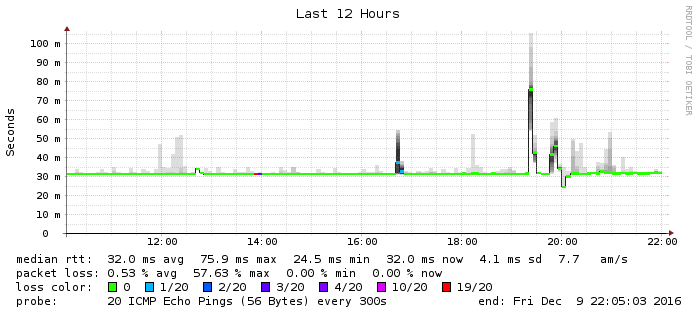 Last 12 Hours
RRDTOOL / TOBI OETIKER
Seconds
100 m
90 m
80 m
70 m
60 m
50 m
40 m
30 m
20 m
10 m
0
12:00 14:00 16:00 18:00 20:00 22:00
median rtt: 32.0 ms avg 75.9 ms max 24.5 ms min 32.0 ms now 4.1 ms sd 7.7 am/s
packet loss: 0.53 % avg 57.63 % max 0.00 % min 0.00 % now
loss color: 0 1/20 2/20 3/20 4/20 10/20 19/20
probe: 20 ICMP Echo Pings (56 Bytes) every 300s end: Fri Dec 9 22:05:03 2016